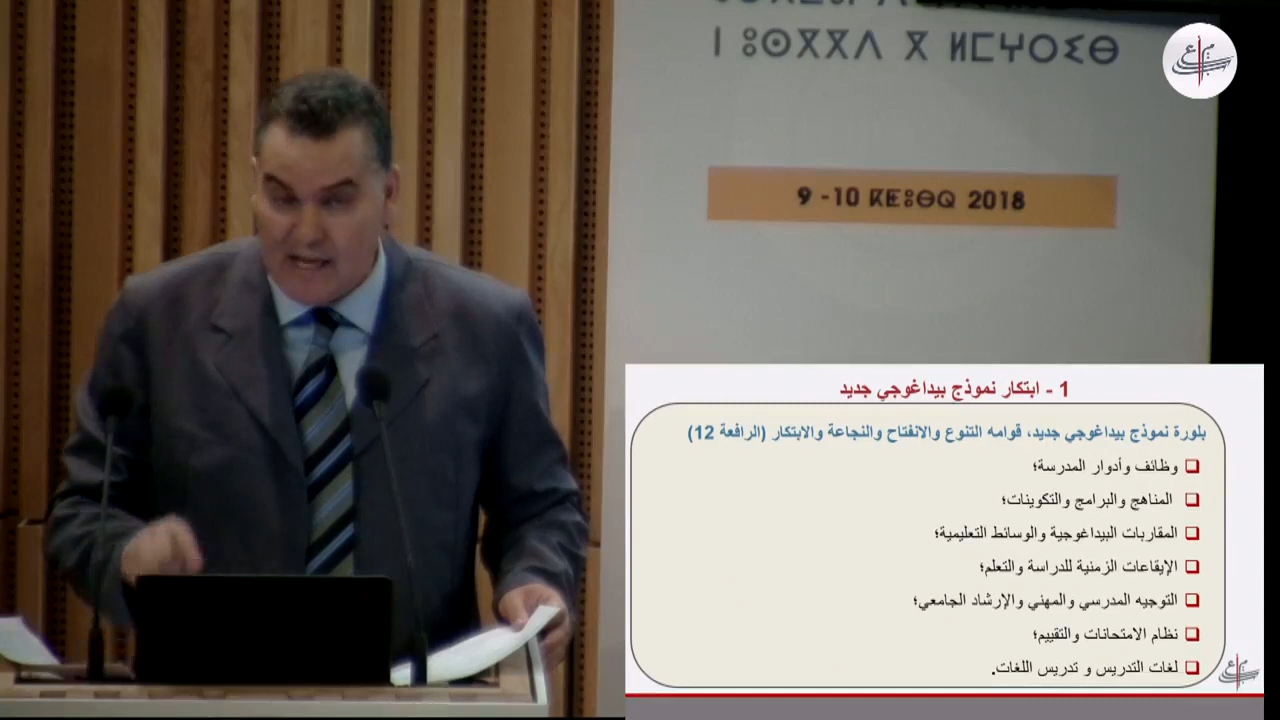 ⵏ ⵓⵙⴳⴳⴷ ⴳ ⵍⵎⵖⵔⵉⴱ
9 -10 ⴽⵟⵓⴱⵕ 2018
1 - ابتكار نموذج بيداغوجي جديد
بلورة نموذج بيداغوجي جديد، قوامه التنوع والانفتاح والنجاعة والابتكار (الرافعة 12)
وظائف وأدوار المدرسة؛
المناهج والبرامج والتكوينات؛
المقاربات البيداغوجية والوسائط التعليمية؛
الإيقاعات الزمنية للدراسة والتعلم؛
التوجيه المدرسي والمهني والإرشاد الجامعي؛
نظام الامتحانات والتقييم؛
لغات التدريس و تدريس اللغات.